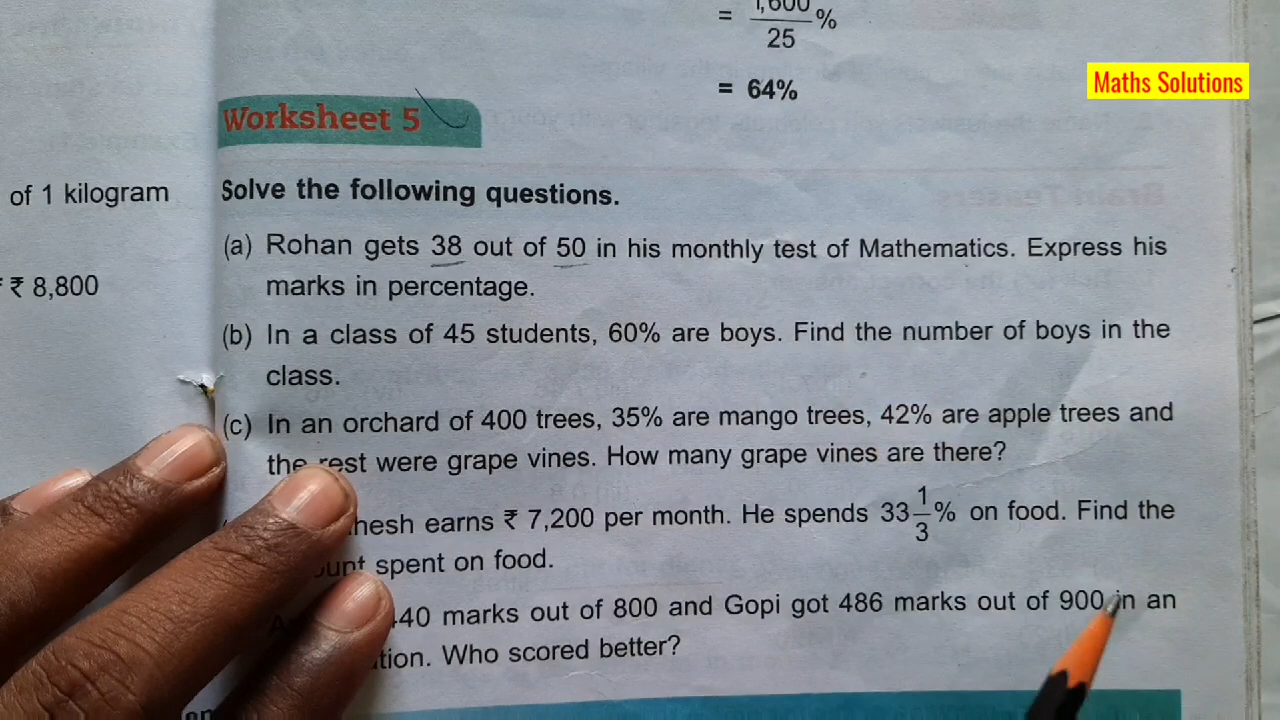 = 1,600/25 %
= 64%
Maths Solutions
Worksheet 5
of 1 kilogram
₹ 8,800
Solve the following questions.
(a) Rohan gets 38 out of 50 in his monthly test of Mathematics. Express his
marks in percentage.
(b) In a class of 45 students, 60% are boys. Find the number of boys in the
class.
(c) In an orchard of 400 trees, 35% are mango trees, 42% are apple trees and
the rest were grape vines. How many grape vines are there?
earns ₹ 7,200 per month. He spends 33 1/3 % on food. Find the
spent on food.
marks out of 800 and Gopi got 486 marks out of 900 in an
Who scored better?